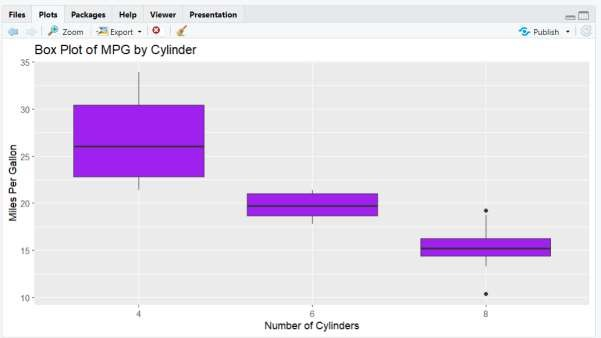 Files Plots Packages Help Viewer Presentation
Zoom Export Publish
Box Plot of MPG by Cylinder
Miles Per Gallon
35
30
25
20
15
10
4 6 8
Number of Cylinders